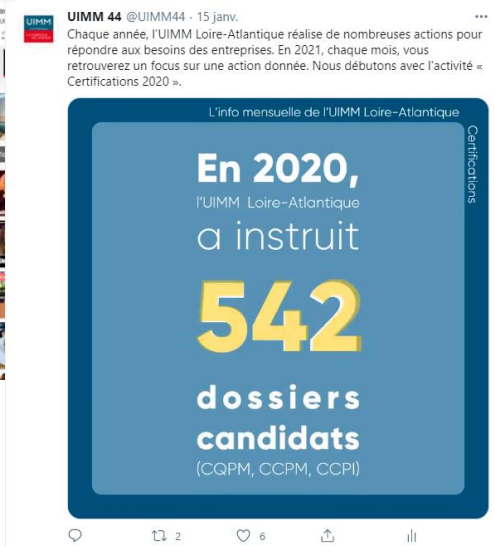 UIMM 44 @UIMM44 · 15 janv.
Chaque année, l'UIMM Loire-Atlantique réalise de nombreuses actions pour
répondre aux besoins des entreprises. En 2021, chaque mois, vous
retrouverez un focus sur une action donnée. Nous débutons avec l'activité «
Certifications 2020 ».
UIMM
L'info mensuelle de l'UIMM Loire-Atlantique
Certifications
En 2020,
l'UIMM Loire-Atlantique
a instruit
542
dossiers
candidats
(CQPM, CCPM, CCPI)
2
6